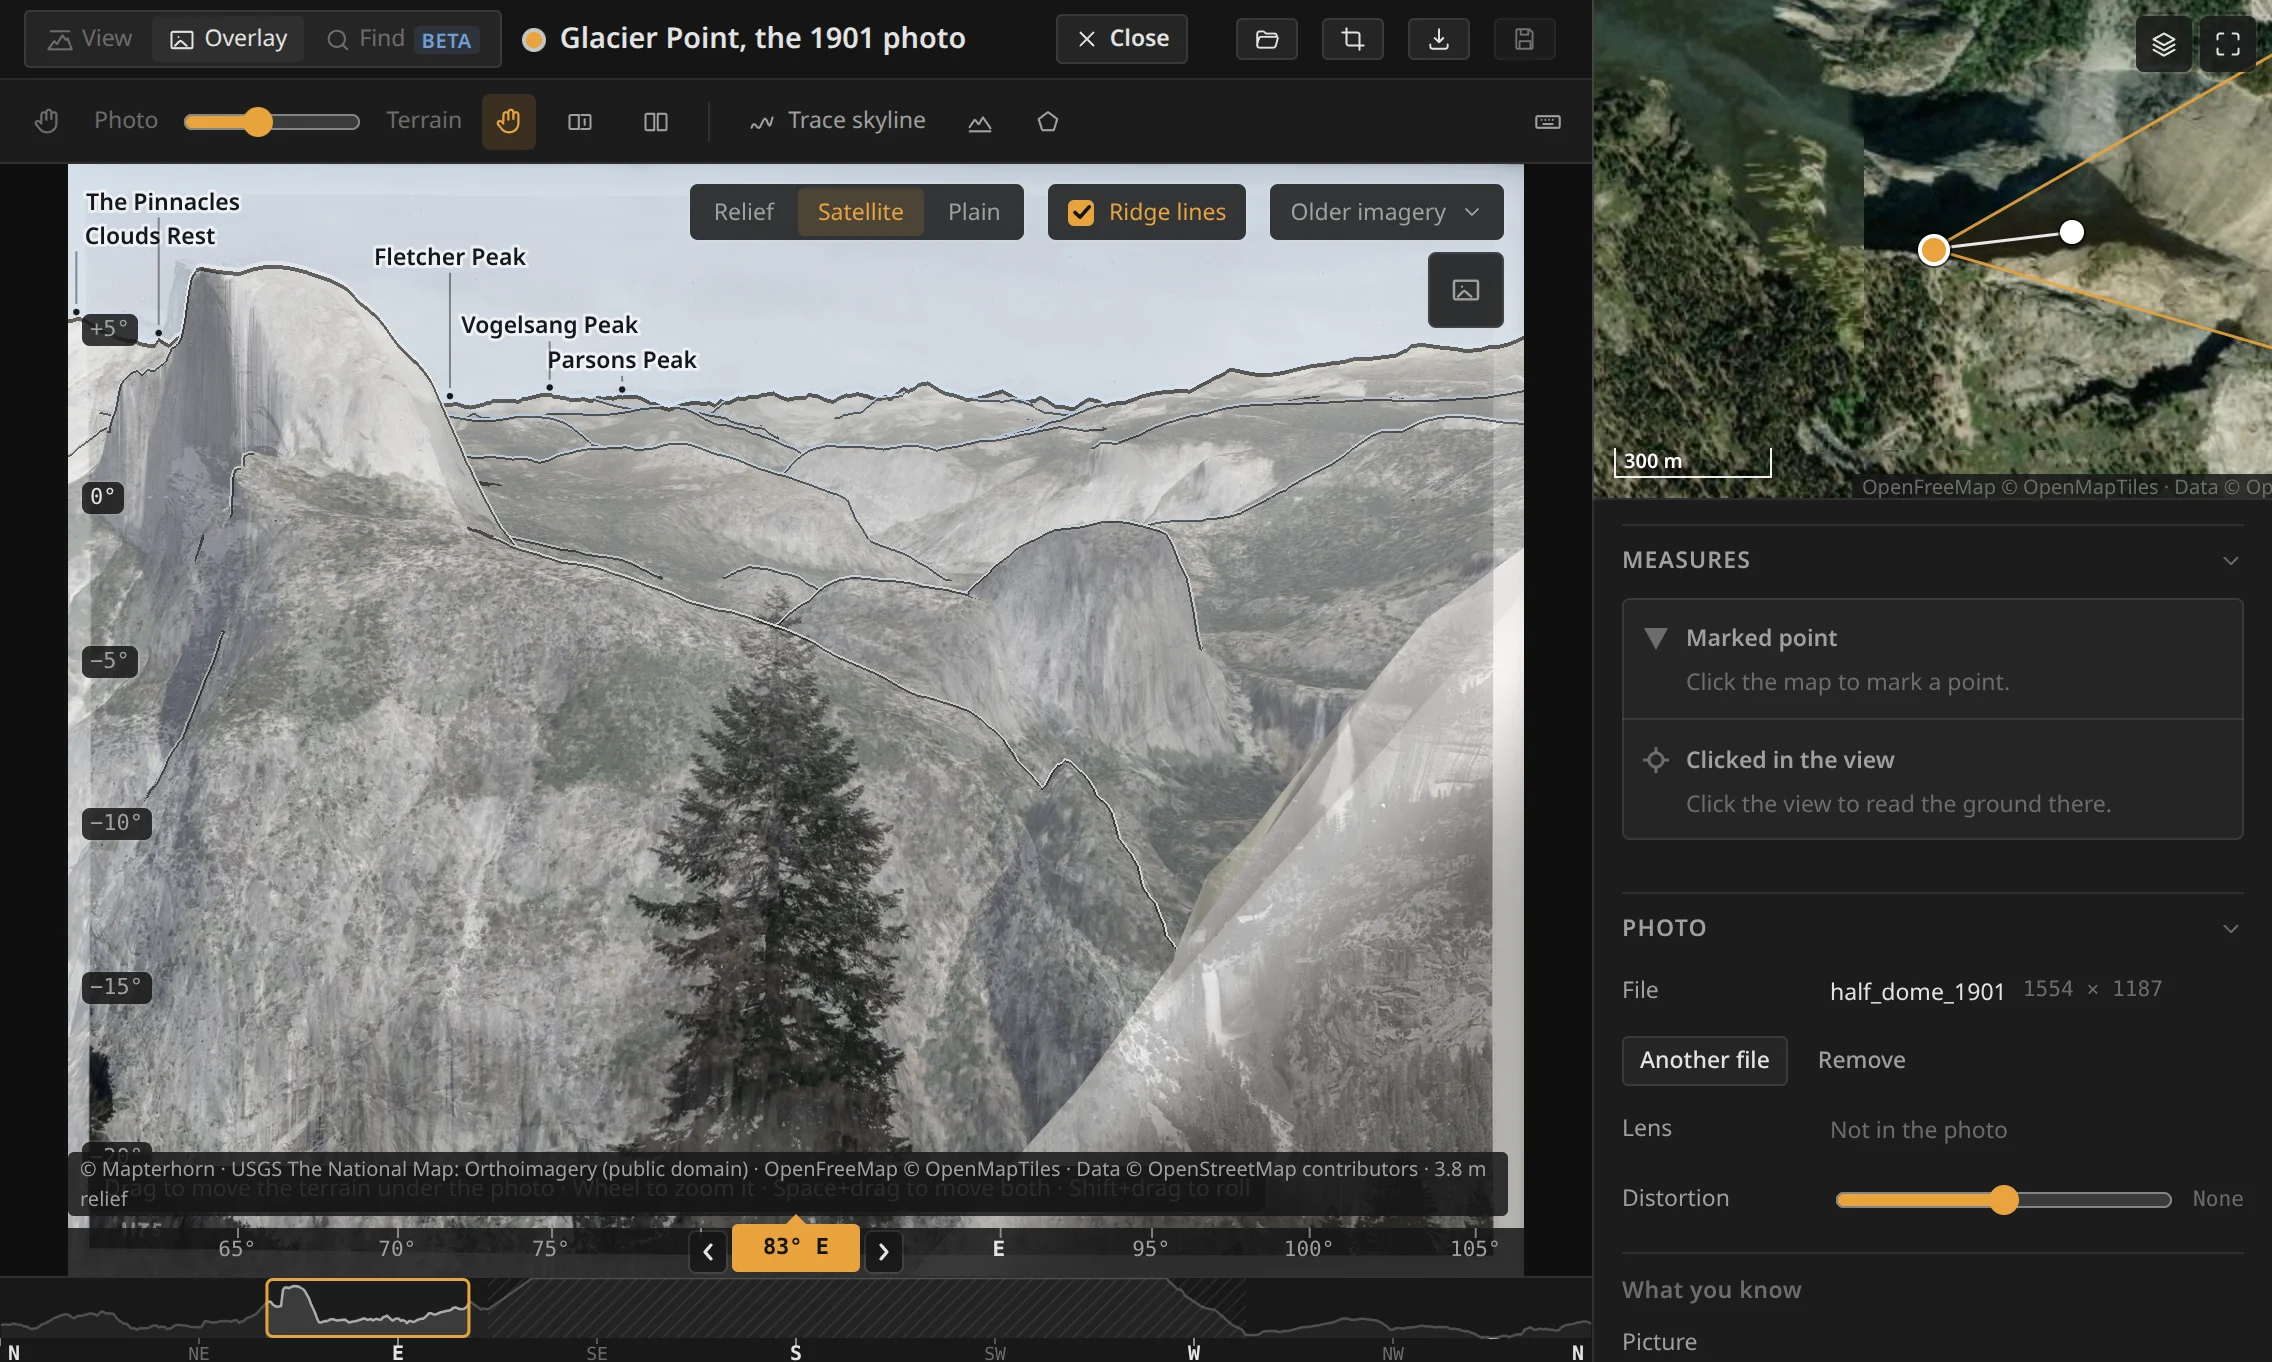 View
Overlay
Find BETA
Glacier Point, the 1901 photo
Close
Photo
Terrain
Trace skyline
The Pinnacles
Clouds Rest
Fletcher Peak
Vogelsang Peak
Parsons Peak
Relief
Satellite
Plain
Ridge lines
Older imagery
+5°
0°
−5°
−10°
−15°
−20°
© Mapterhorn · USGS The National Map: Orthoimagery (public domain) · OpenFreeMap © OpenMapTiles · Data © OpenStreetMap contributors · 3.8 m
relief
Drag to move the terrain under the photo · Wheel to zoom it · Space+drag to move both · Shift+drag to roll
65°
70°
75°
83° E
E
95°
100°
105°
N
NE
E
SE
S
SW
W
NW
N
300 m
OpenFreeMap © OpenMapTiles · Data © Op
MEASURES
Marked point
Click the map to mark a point.
Clicked in the view
Click the view to read the ground there.
PHOTO
File
half_dome_1901 1554 × 1187
Another file
Remove
Lens
Not in the photo
Distortion
None
What you know
Picture